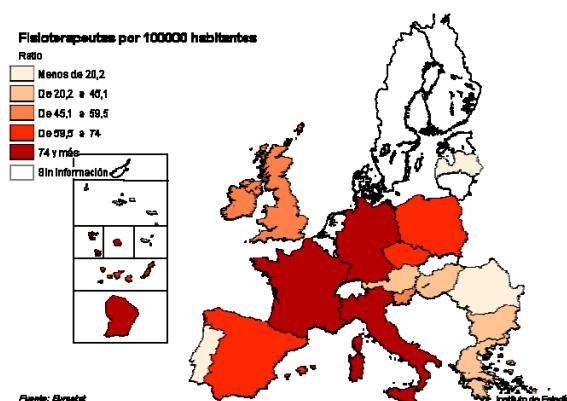 Fisioterapeutas por 100000 habitantes
Ratio
Menos de 20,2
De 20,2 a 45,1
De 45,1 a 59,5
De 59,5 a 74
74 y más
Sin información
Fuente: Eurostat
Instituto de Estadí